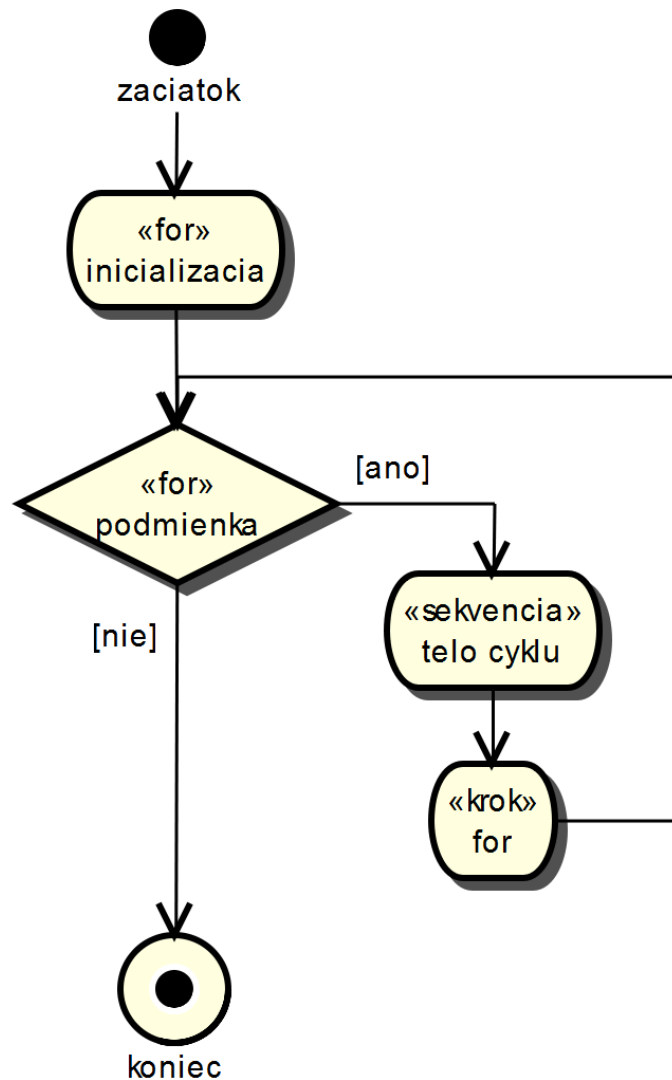 zaciatok
«for»
inicializacia
[ano]
«for»
podmienka
«sekvencia»
telo cyklu
[nie]
«krok»
for
koniec